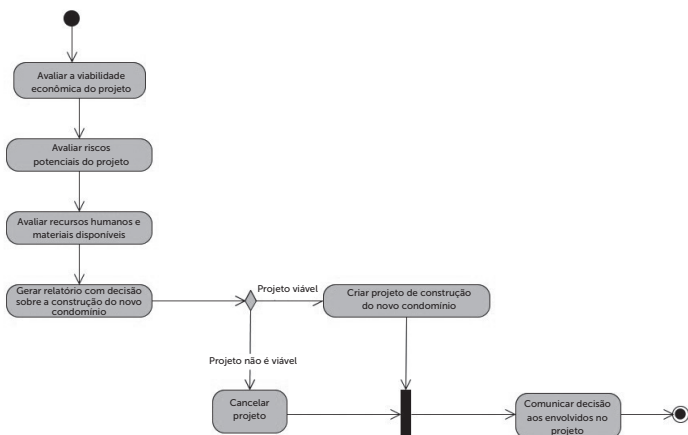 Avaliar a viabilidade
econômica do projeto
Avaliar riscos
potenciais do projeto
Avaliar recursos humanos e
materiais disponíveis
Gerar relatório com decisão
sobre a construção do novo
condomínio
Projeto viável
Criar projeto de construção
do novo condomínio
Projeto não é viável
Cancelar
projeto
Comunicar decisão
aos envolvidos no
projeto